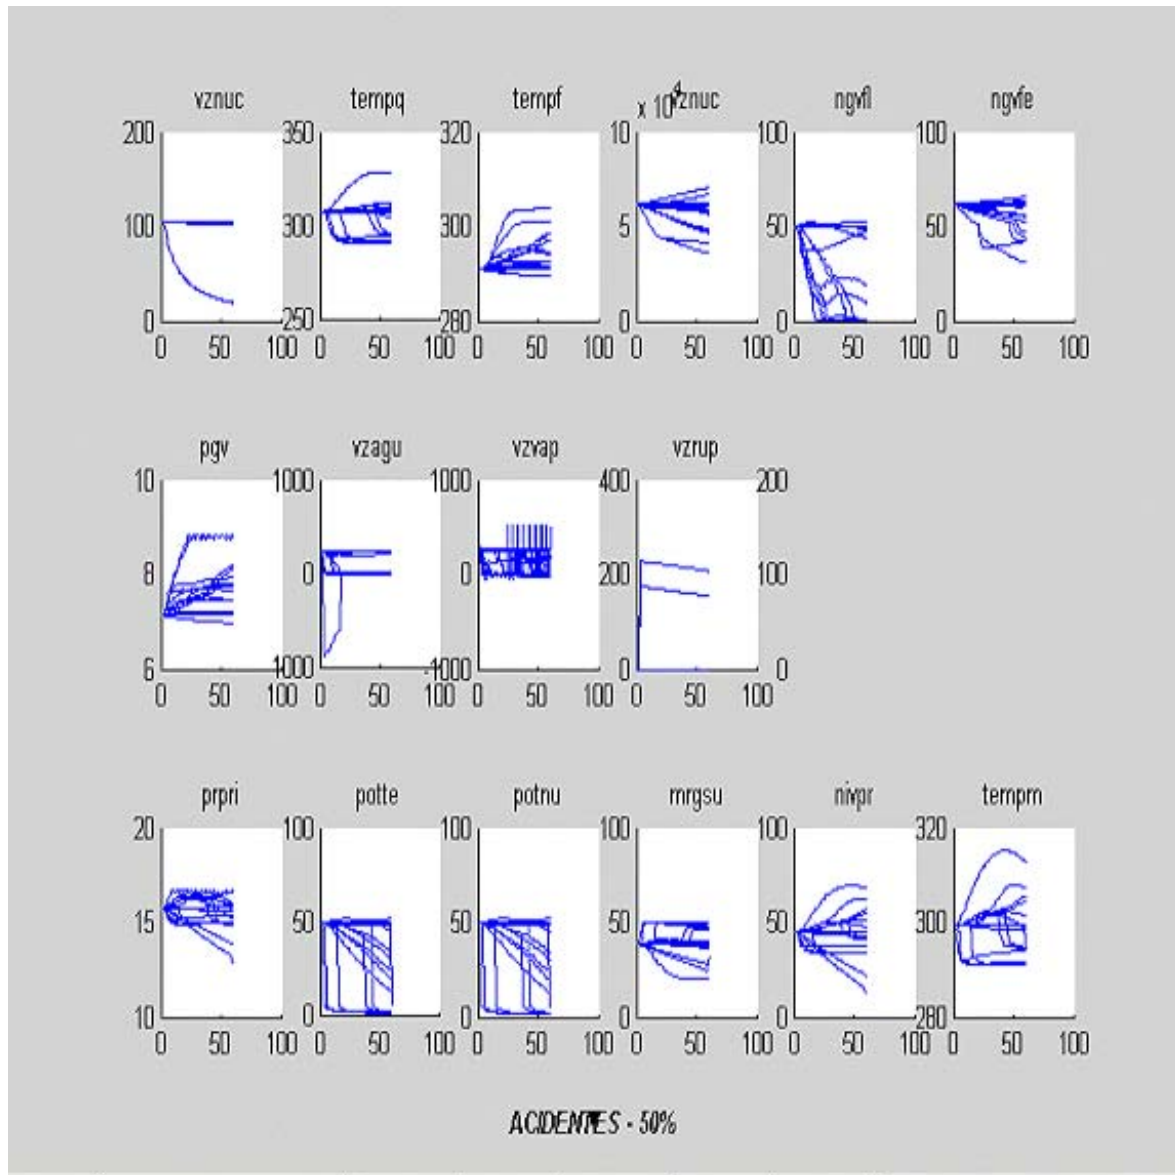 vznuc tempq tempf x 10^4 vznuc ngvfl ngvfe
200 350 320 10 100 100
100 300 300 5 50 50
0 250 280 0 0 0
0 50 100 0 50 100 0 50 100 0 50 100 0 50 100 0 50 100
pgv vzagu vzvap vzrup
10 1000 1000 400 200
8 0 0 200 100
6 -1000 -1000 0 0
0 50 100 0 50 100 0 50 100 0 50 100
prpri potte potnu mrgsu nivpr tempm
20 100 100 100 100 320
15 50 50 50 50 300
10 0 0 0 0 280
0 50 100 0 50 100 0 50 100 0 50 100 0 50 100 0 50 100
ACIDENTES - 50%